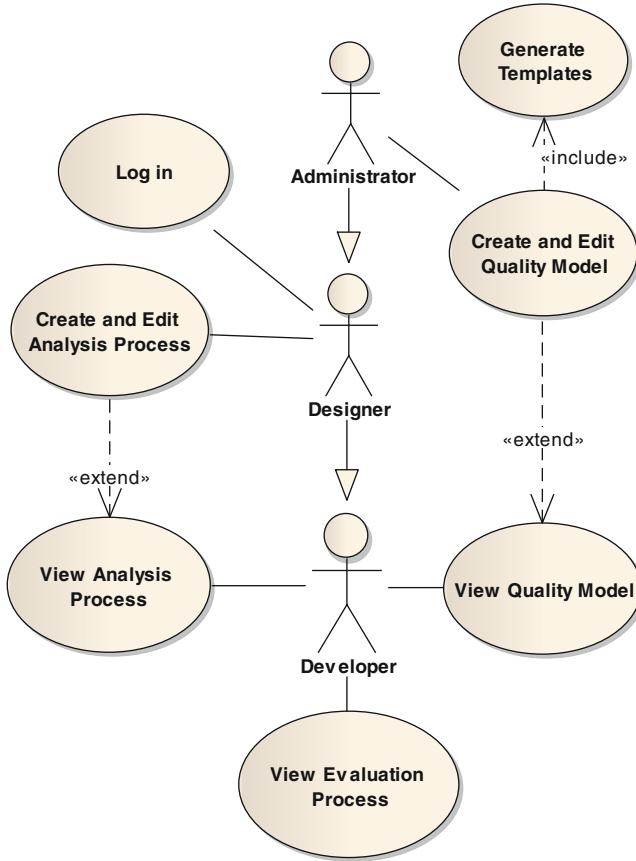 Generate
Templates
«include»
Log in
Administrator
Create and Edit
Quality Model
Create and Edit
Analysis Process
Designer
«extend»
«extend»
View Analysis
Process
View Quality Model
Developer
View Evaluation
Process